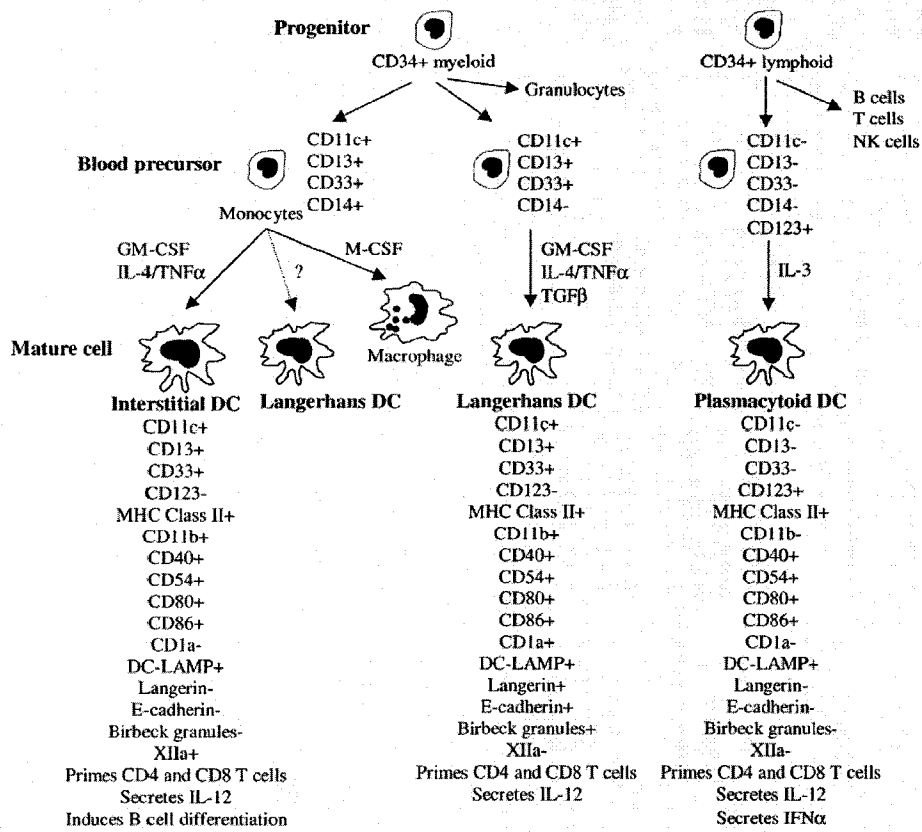 Progenitor
CD34+ myeloid
CD34+ lymphoid
Granulocytes
B cells
T cells
NK cells
Blood precursor
CD11c+
CD13+
CD33+
CD14+
Monocytes
CD11c+
CD13+
CD33+
CD14-
CD11c-
CD13-
CD33-
CD14-
CD123+
GM-CSF
IL-4/TNFα
?
M-CSF
GM-CSF
IL-4/TNFα
TGFβ
IL-3
Mature cell
Macrophage
Interstitial DC
CD11c+
CD13+
CD33+
CD123-
MHC Class II+
CD11b+
CD40+
CD54+
CD80+
CD86+
CD1a-
DC-LAMP+
Langerin-
E-cadherin-
Birbeck granules-
XIIa+
Primes CD4 and CD8 T cells
Secretes IL-12
Induces B cell differentiation
Langerhans DC
Langerhans DC
CD11c+
CD13+
CD33+
CD123-
MHC Class II+
CD11b+
CD40+
CD54+
CD80+
CD86+
CD1a+
DC-LAMP+
Langerin+
E-cadherin+
Birbeck granules+
XIIa-
Primes CD4 and CD8 T cells
Secretes IL-12
Plasmacytoid DC
CD11c-
CD13-
CD33-
CD123+
MHC Class II+
CD11b-
CD40+
CD54+
CD80+
CD86+
CD1a-
DC-LAMP+
Langerin-
E-cadherin-
Birbeck granules-
XIIa-
Primes CD4 and CD8 T cells
Secretes IL-12
Secretes IFNα